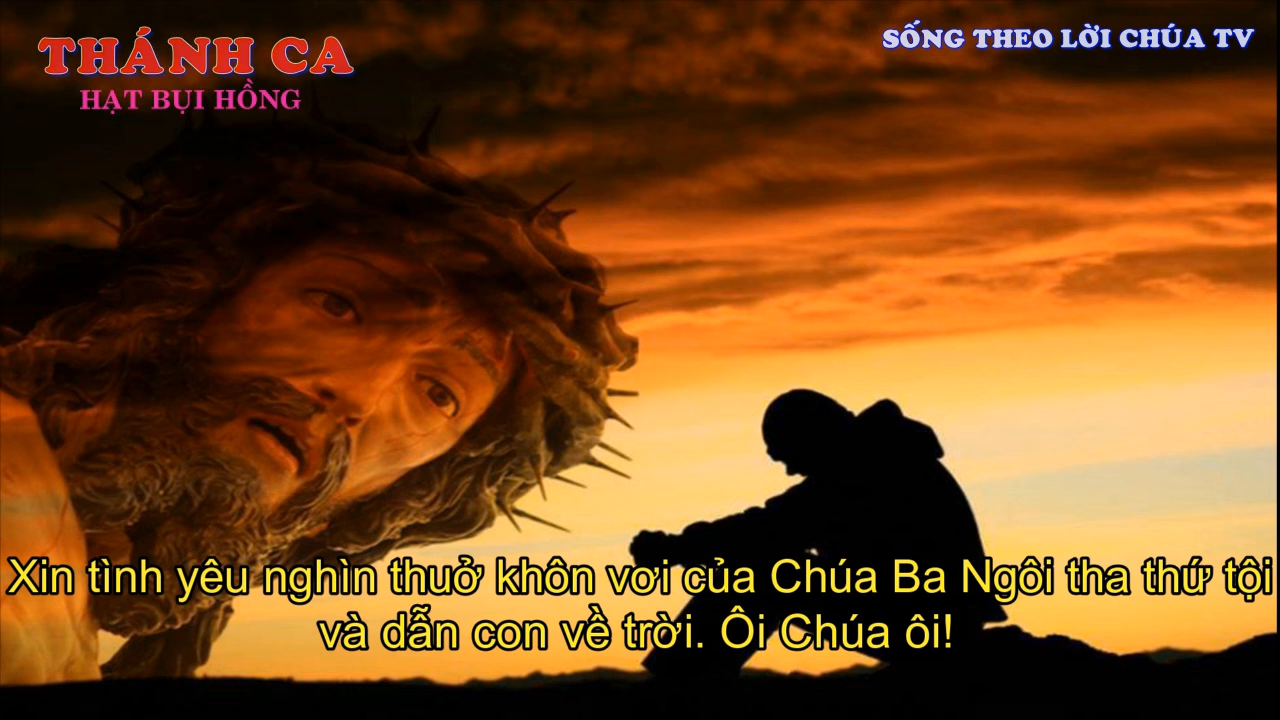 THÁNH CA
HẠT BỤI HỒNG
SỐNG THEO LỜI CHÚA TV
Xin tình yêu nghìn thuở khôn vơi của Chúa Ba Ngôi tha thứ tội
và dẫn con về trời. Ôi Chúa ôi!